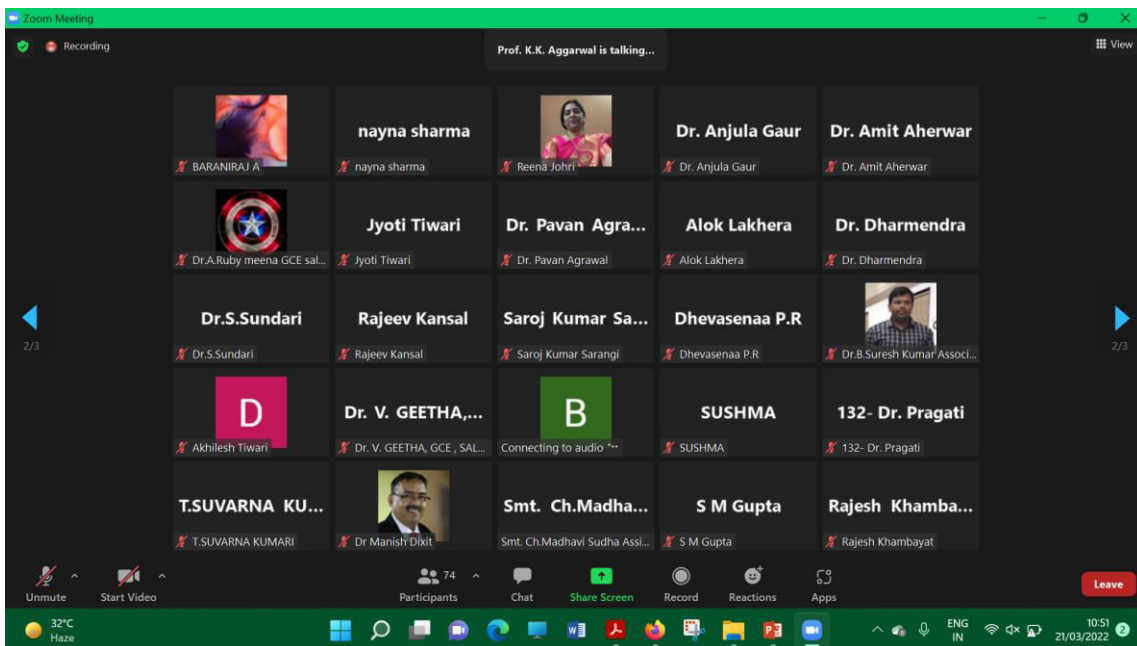 Zoom Meeting
Recording
Prof. K.K. Aggarwal is talking...
View
BARANIRAJ A
nayna sharma
nayna sharma
Reena Johri
Dr. Anjula Gaur
Dr. Anjula Gaur
Dr. Amit Aherwar
Dr. Amit Aherwar
Dr.A.Ruby meena GCE sal...
Jyoti Tiwari
Jyoti Tiwari
Dr. Pavan Agra...
Dr. Pavan Agrawal
Alok Lakhera
Alok Lakhera
Dr. Dharmendra
Dr. Dharmendra
2/3
Dr.S.Sundari
Dr.S.Sundari
Rajeev Kansal
Rajeev Kansal
Saroj Kumar Sa...
Saroj Kumar Sarangi
Dhevasenaa P.R
Dhevasenaa P.R
Dr.B.Suresh Kumar Associ...
2/3
D
Akhilesh Tiwari
Dr. V. GEETHA,...
Dr. V. GEETHA, GCE , SAL...
B
Connecting to audio
SUSHMA
SUSHMA
132- Dr. Pragati
132- Dr. Pragati
T.SUVARNA KU...
T.SUVARNA KUMARI
Dr Manish Dixit
Smt. Ch.Madha...
Smt. Ch.Madhavi Sudha Assi...
S M Gupta
S M Gupta
Rajesh Khamba...
Rajesh Khambayat
Unmute
Start Video
74
Participants
Chat
Share Screen
Record
Reactions
Apps
Leave
32°C
Haze
ENG
IN
10:51
21/03/2022
2